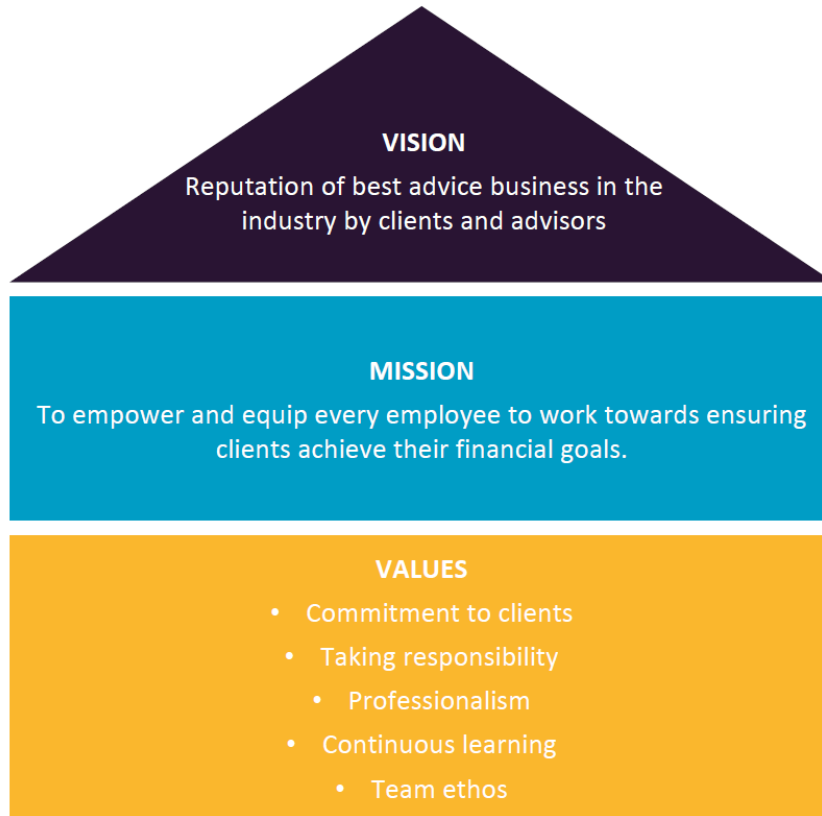 VISION
Reputation of best advice business in the
industry by clients and advisors
MISSION
To empower and equip every employee to work towards ensuring
clients achieve their financial goals.
VALUES
• Commitment to clients
• Taking responsibility
• Professionalism
• Continuous learning
• Team ethos